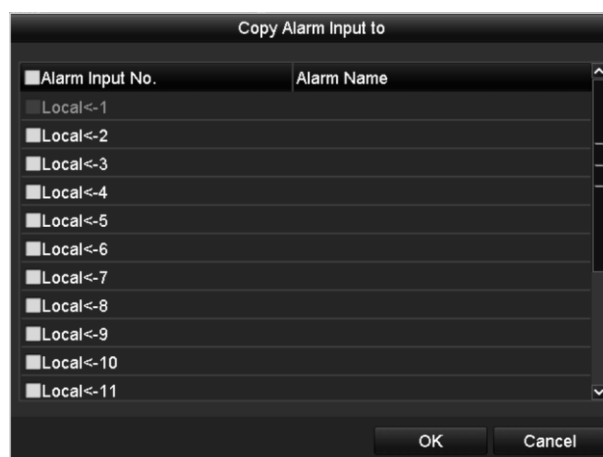 Copy Alarm Input to
Alarm Input No. Alarm Name
Local<-1
Local<-2
Local<-3
Local<-4
Local<-5
Local<-6
Local<-7
Local<-8
Local<-9
Local<-10
Local<-11
OK Cancel